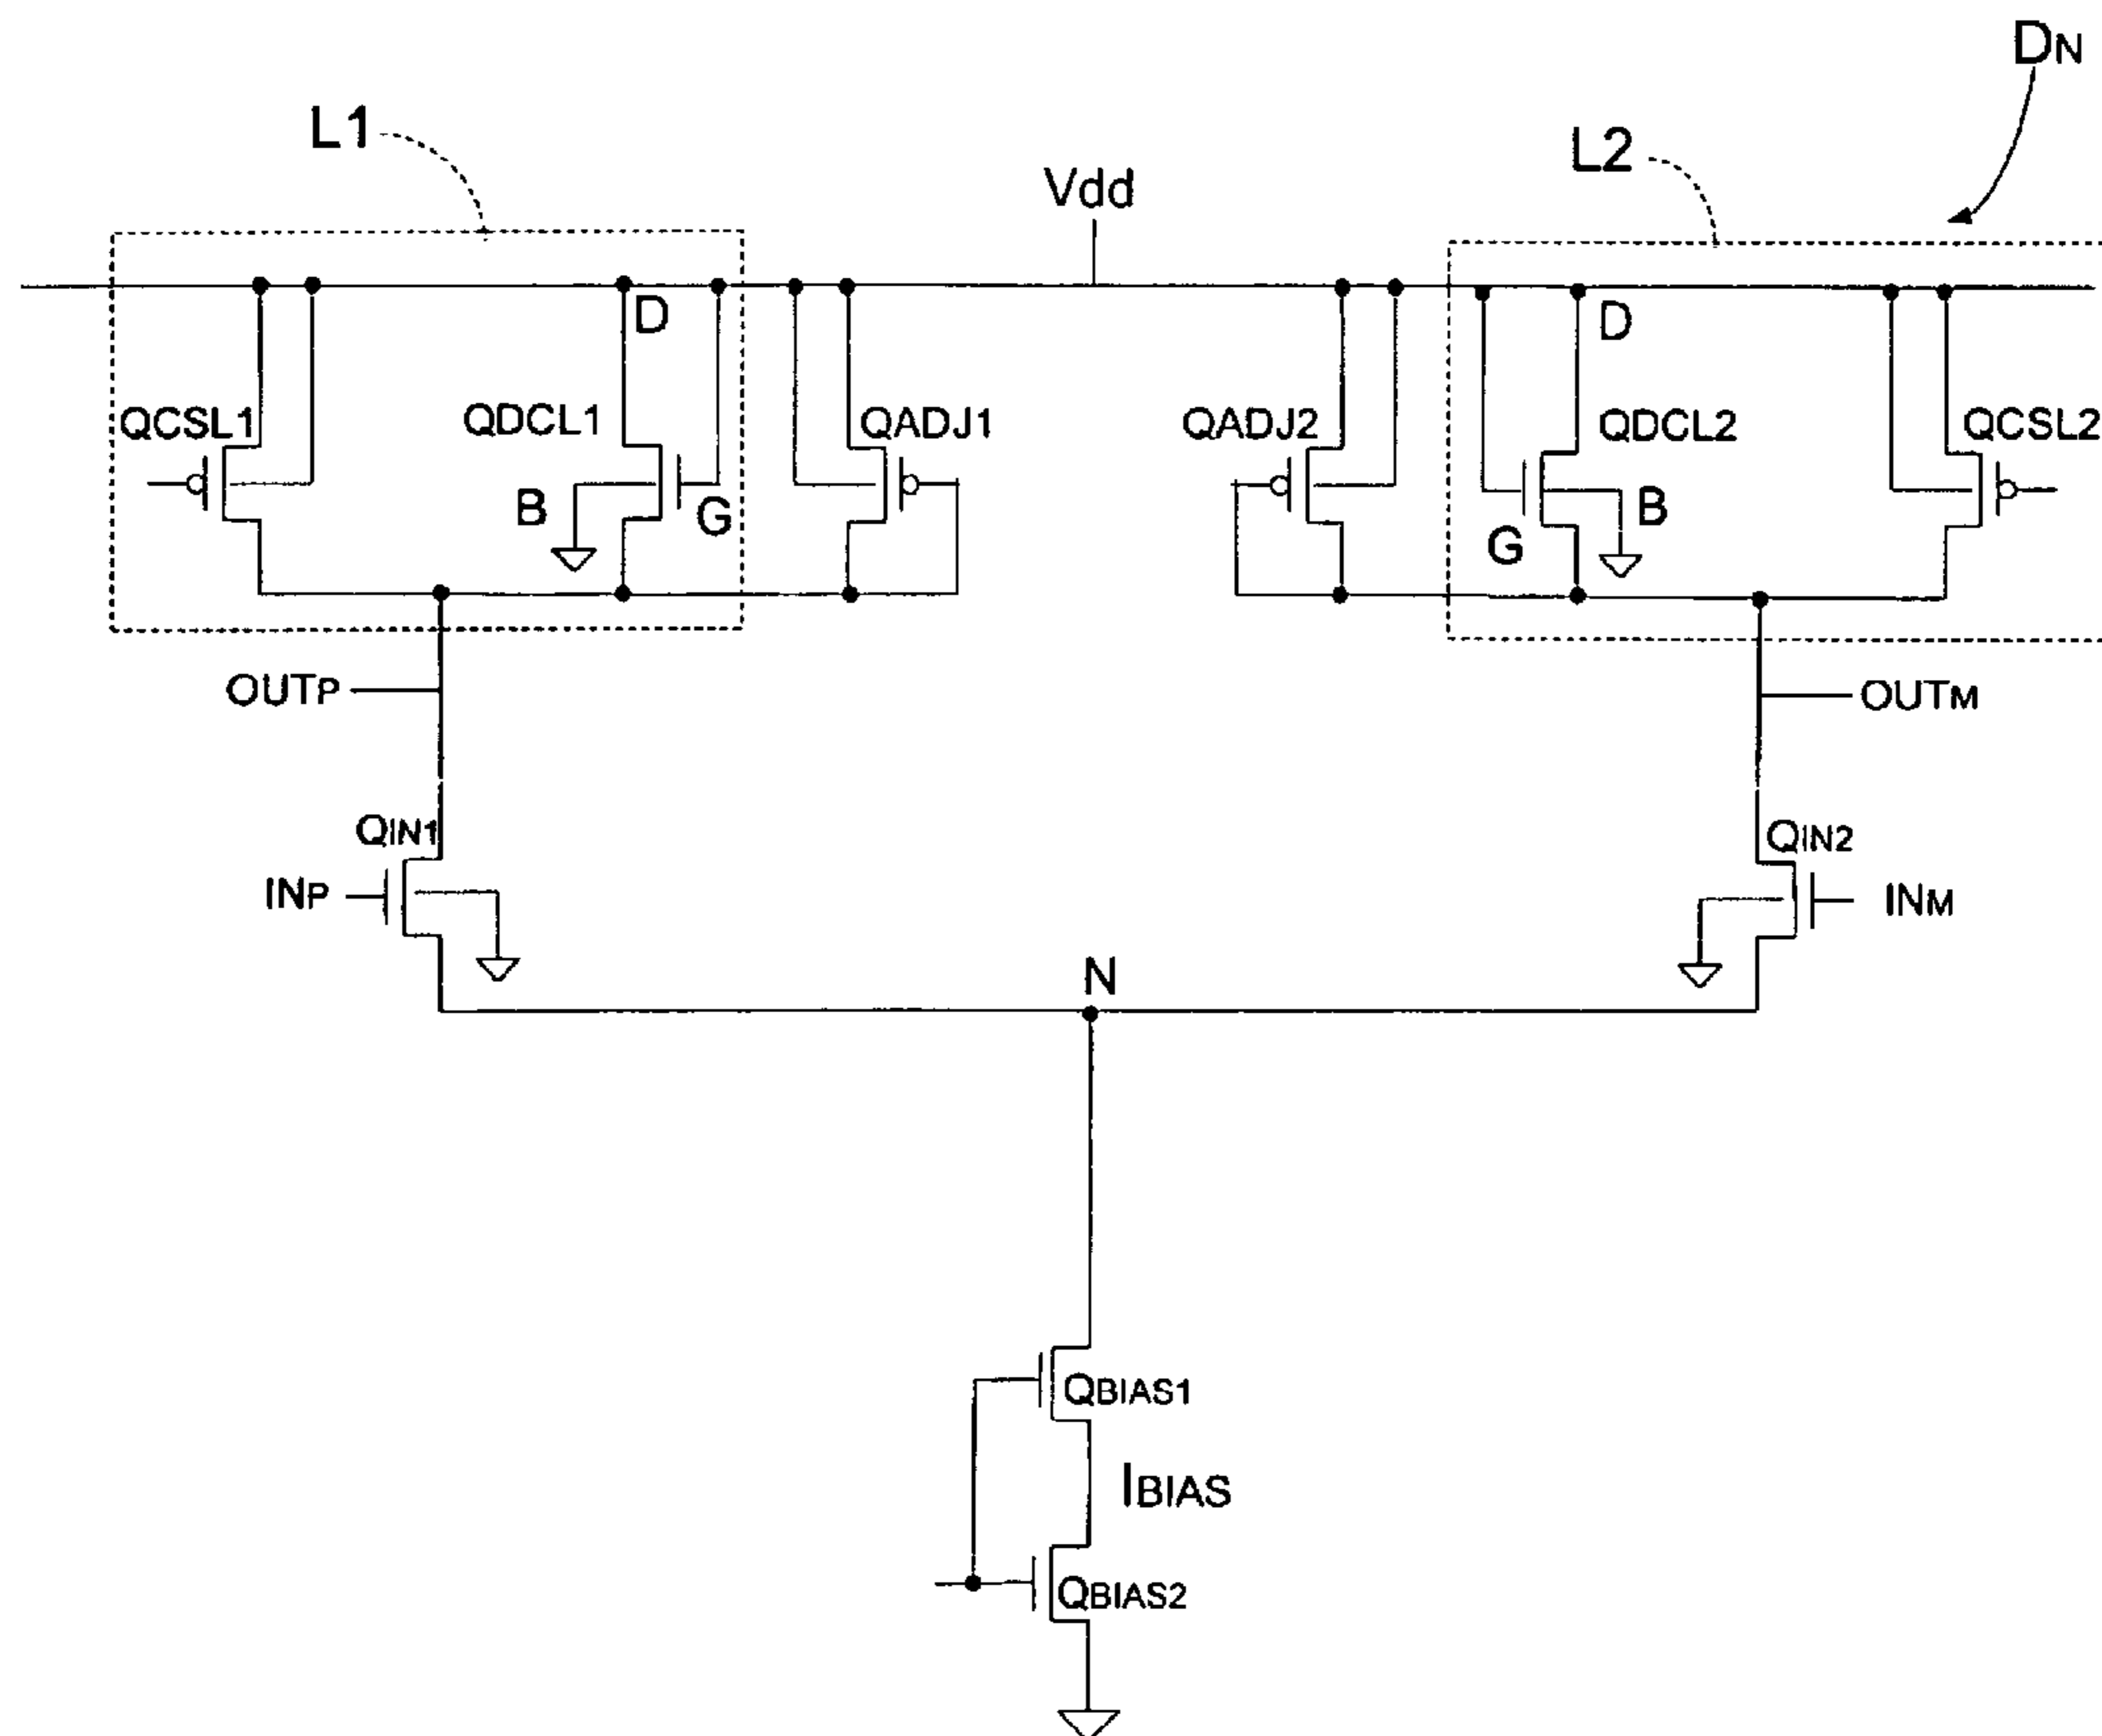 DN
L1
L2
Vdd
D
D
QCSL1
QDCL1
QADJ1
QADJ2
QDCL2
QCSL2
B
G
G
B
OUTP
OUTM
QIN1
QIN2
INP
INM
N
QBIAS1
IBIAS
QBIAS2